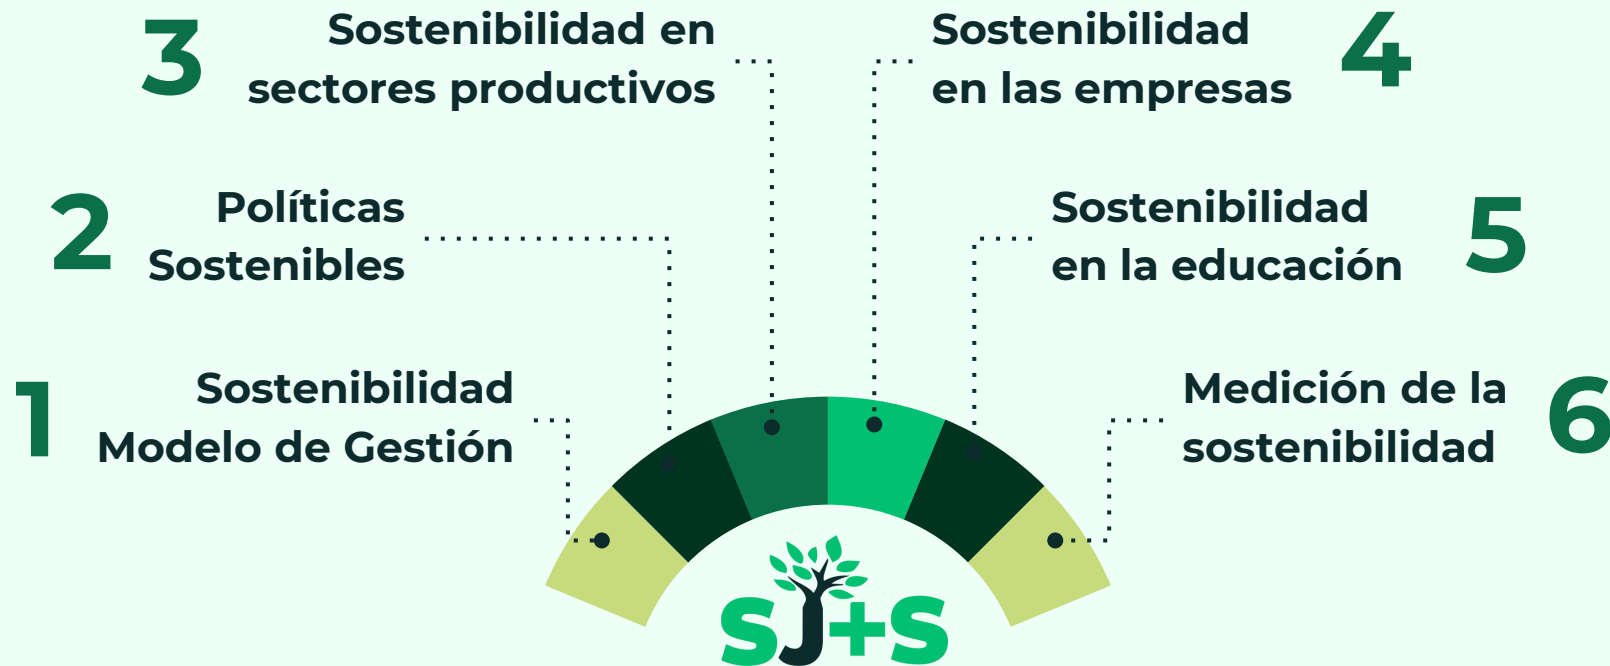 1
Sostenibilidad
Modelo de Gestión
2
Políticas
Sostenibles
3
Sostenibilidad en
sectores productivos
4
Sostenibilidad
en las empresas
5
Sostenibilidad
en la educación
6
Medición de la
sostenibilidad
SJ+S